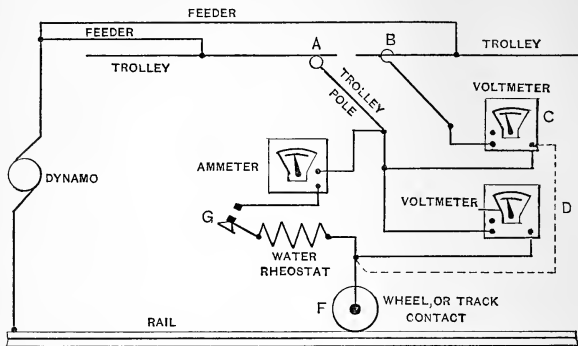 FEEDER
FEEDER
A
B
TROLLEY
TROLLEY
TROLLEY
POLE
VOLTMETER
C
AMMETER
DYNAMO
VOLTMETER
D
G
WATER
RHEOSTAT
F
WHEEL, OR TRACK
CONTACT
RAIL